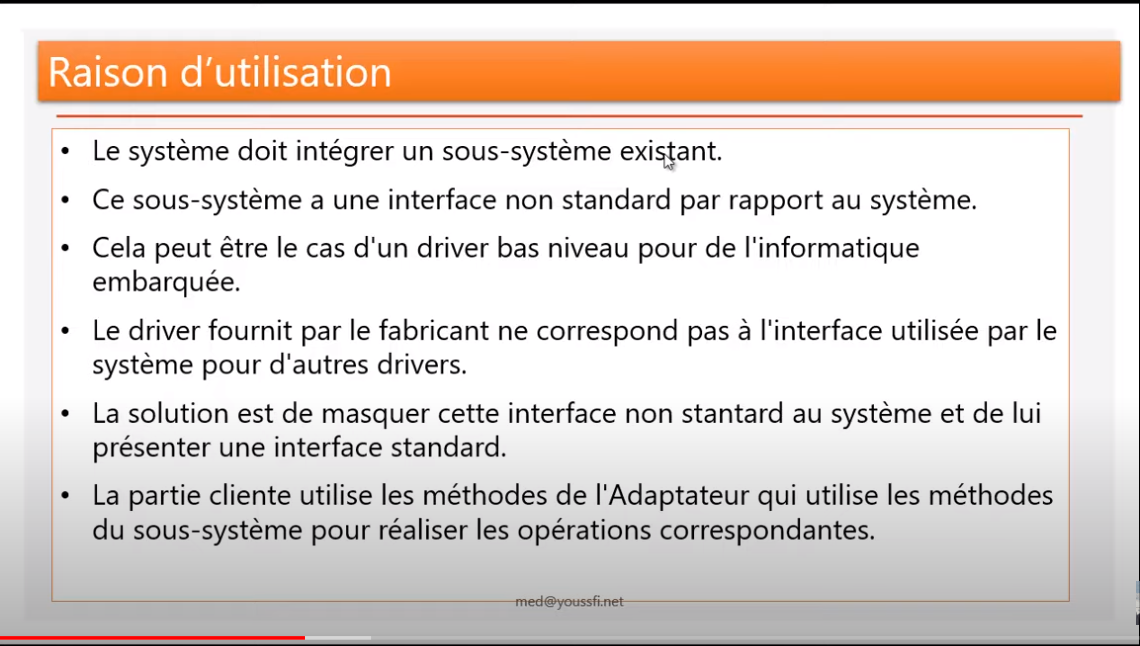 Raison d’utilisation
• Le système doit intégrer un sous-système existant.
• Ce sous-système a une interface non standard par rapport au système.
• Cela peut être le cas d'un driver bas niveau pour de l'informatique
embarquée.
• Le driver fournit par le fabricant ne correspond pas à l'interface utilisée par le
système pour d'autres drivers.
• La solution est de masquer cette interface non stantard au système et de lui
présenter une interface standard.
• La partie cliente utilise les méthodes de l'Adaptateur qui utilise les méthodes
du sous-système pour réaliser les opérations correspondantes.
med@youssfi.net